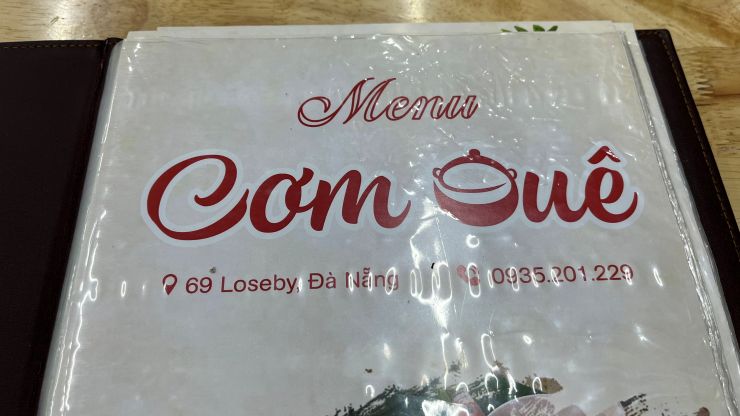 Menu
Cơm Quê
69 Loseby, Đà Nẵng
0935.201.229